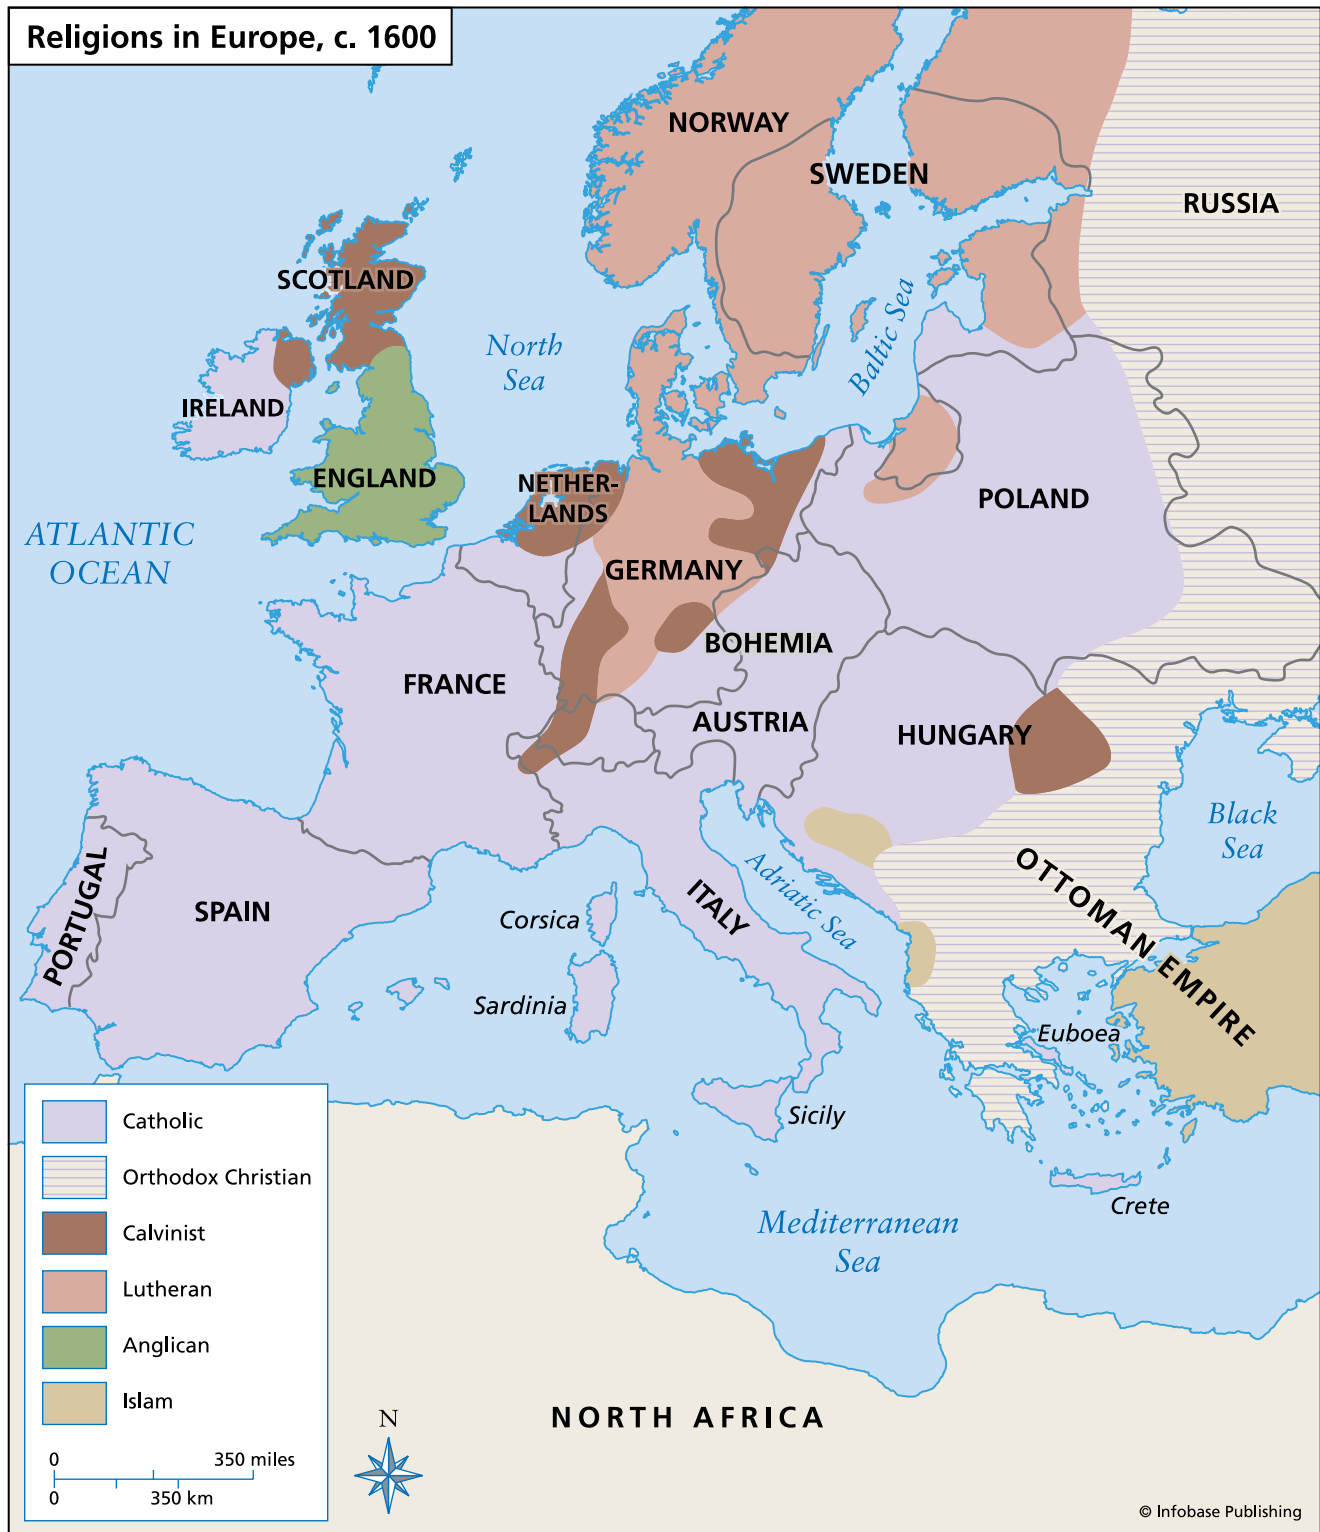 Religions in Europe, c. 1600
NORWAY
SWEDEN
RUSSIA
SCOTLAND
North
Sea
Baltic Sea
IRELAND
ENGLAND
NETHER-
LANDS
POLAND
ATLANTIC
OCEAN
GERMANY
BOHEMIA
FRANCE
AUSTRIA
HUNGARY
Black
Sea
OTTOMAN EMPIRE
PORTUGAL
SPAIN
Corsica
ITALY
Adriatic Sea
Sardinia
Euboea
Sicily
Crete
Mediterranean
Sea
NORTH AFRICA
Catholic
Orthodox Christian
Calvinist
Lutheran
Anglican
Islam
0 350 miles
0 350 km
N
© Infobase Publishing